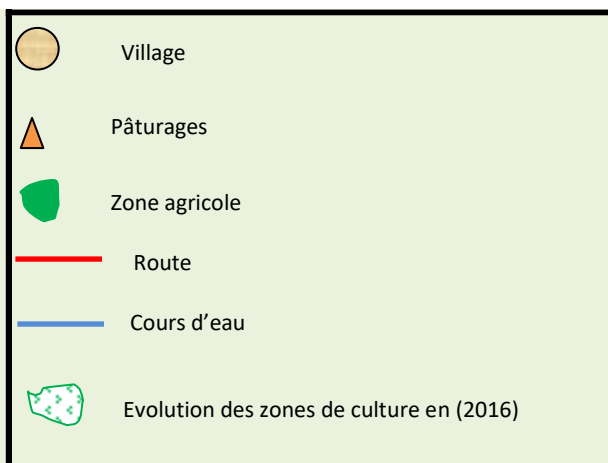 Village
Pâturages
Zone agricole
Route
Cours d’eau
Evolution des zones de culture en (2016)